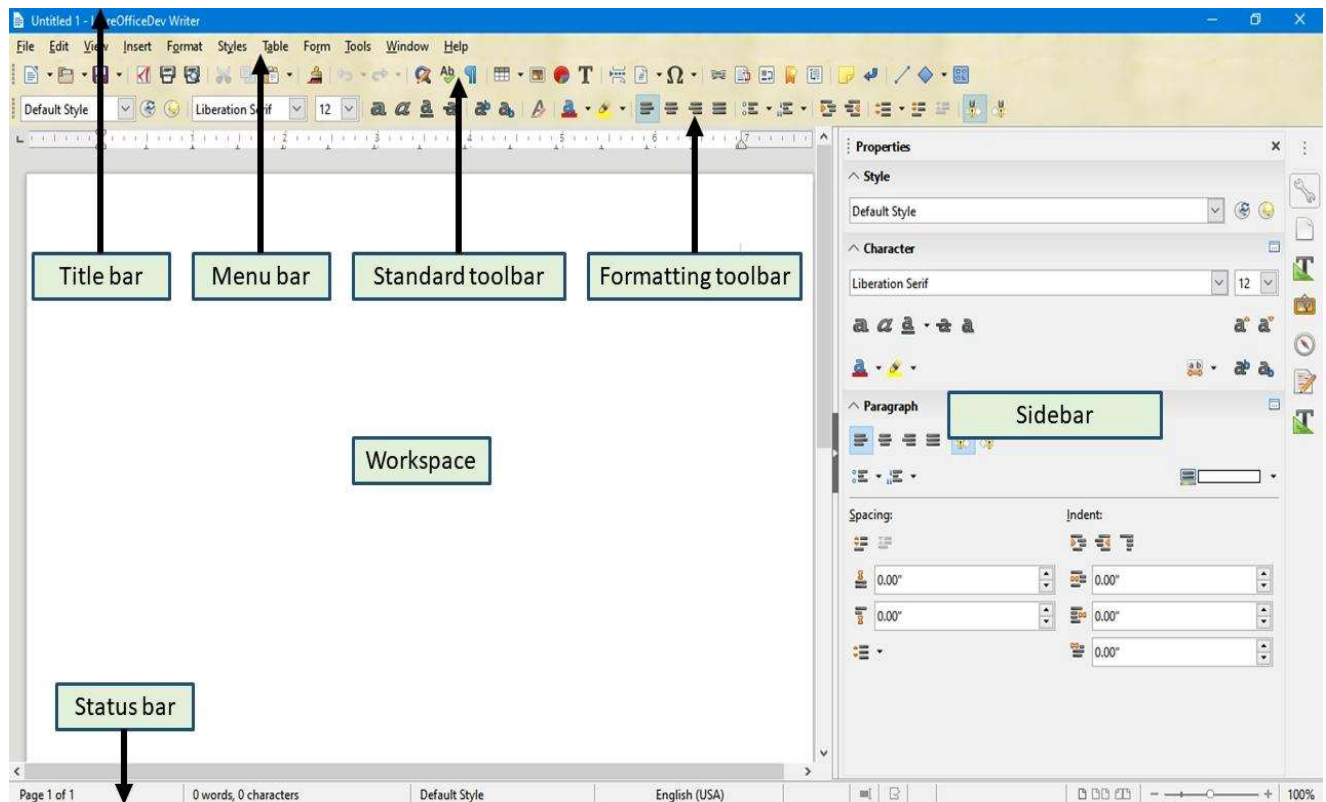 Untitled 1 - LibreOfficeDev Writer
File Edit View Insert Format Styles Table Form Tools Window Help
Default Style Liberation Serif 12
Properties
Style
Default Style
Character
Liberation Serif 12
Title bar Menu bar Standard toolbar Formatting toolbar
Paragraph
Sidebar
Workspace
Spacing: Indent:
0.00" 0.00"
0.00" 0.00"
0.00"
Status bar
Page 1 of 1 0 words, 0 characters Default Style English (USA) 100%